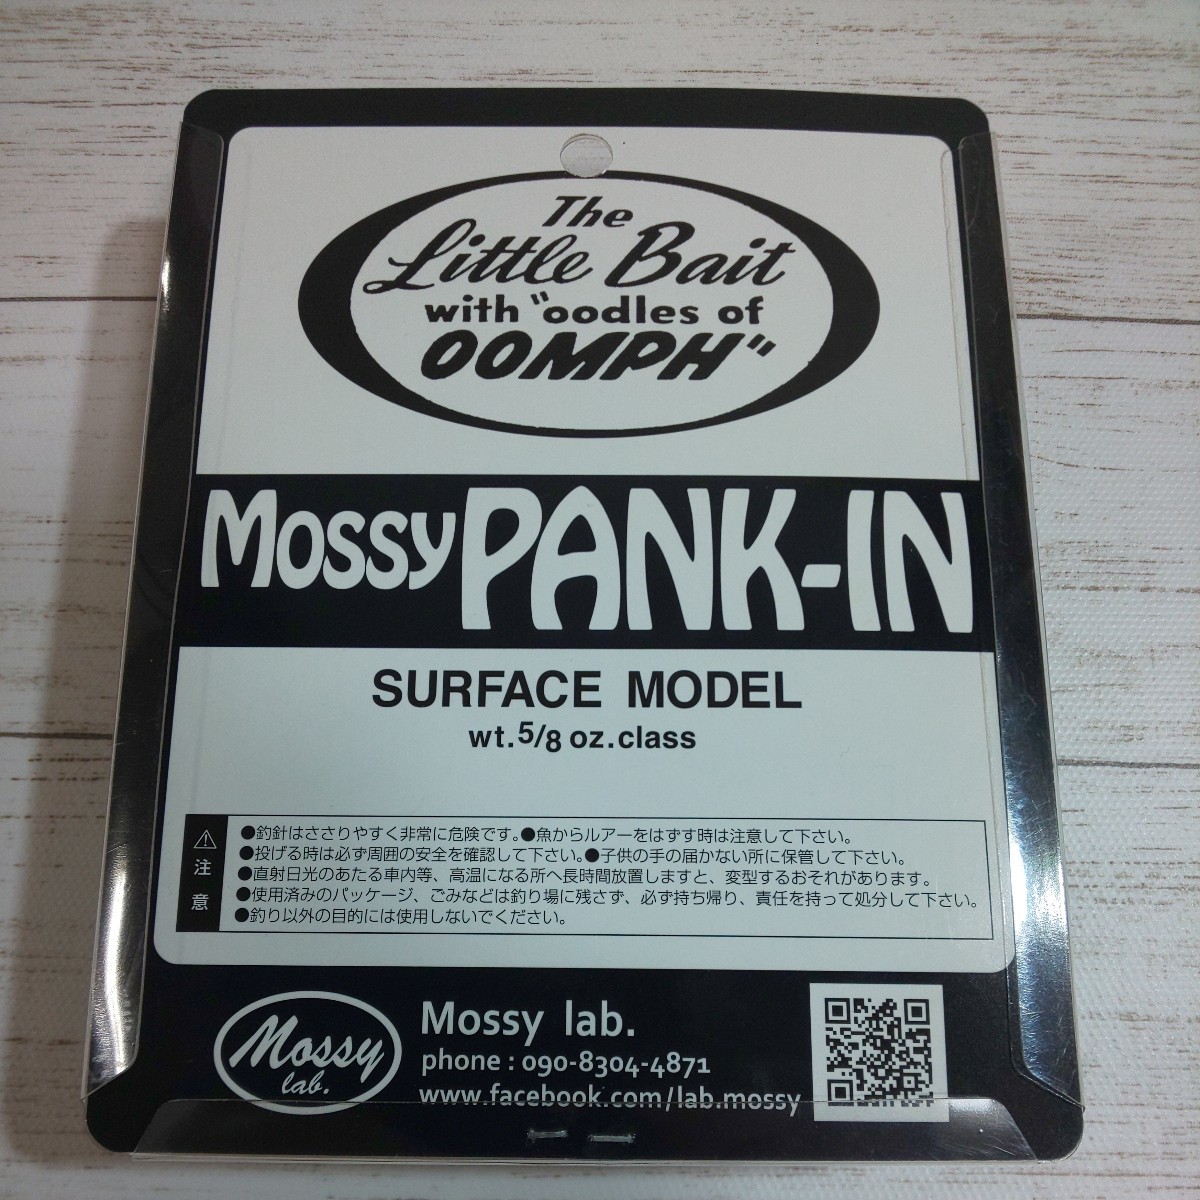 The
Little Bait
with "oodles of
OOMPH"
Mossy PANK-IN
SURFACE MODEL
wt.5/8 oz.class
注意
●釣針はささりやすく非常に危険です。●魚からルアーをはずす時は注意して下さい。
●投げる時は必ず周囲の安全を確認して下さい。●子供の手の届かない所に保管して下さい。
●直射日光のあたる車内等、高温になる所へ長時間放置しますと、変型するおそれがあります。
●使用済みのパッケージ、ごみなどは釣り場に残さず、必ず持ち帰り、責任を持って処分して下さい。
●釣り以外の目的には使用しないでください。
Mossy
lab.
Mossy lab.
phone : 090-8304-4871
www.facebook.com/lab.mossy